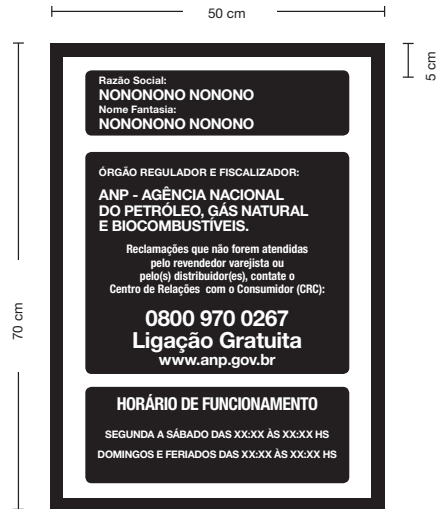 50 cm
5 cm
70 cm
Razão Social:
NONONONO NONONO
Nome Fantasia:
NONONONO NONONO
ÓRGÃO REGULADOR E FISCALIZADOR:
ANP - AGÊNCIA NACIONAL
DO PETRÓLEO, GÁS NATURAL
E BIOCOMBUSTÍVEIS.
Reclamações que não forem atendidas
pelo revendedor varejista ou
pelo(s) distribuidor(es), contate o
Centro de Relações com o Consumidor (CRC):
0800 970 0267
Ligação Gratuita
www.anp.gov.br
HORÁRIO DE FUNCIONAMENTO
SEGUNDA A SÁBADO DAS XX:XX ÀS XX:XX HS
DOMINGOS E FERIADOS DAS XX:XX ÀS XX:XX HS